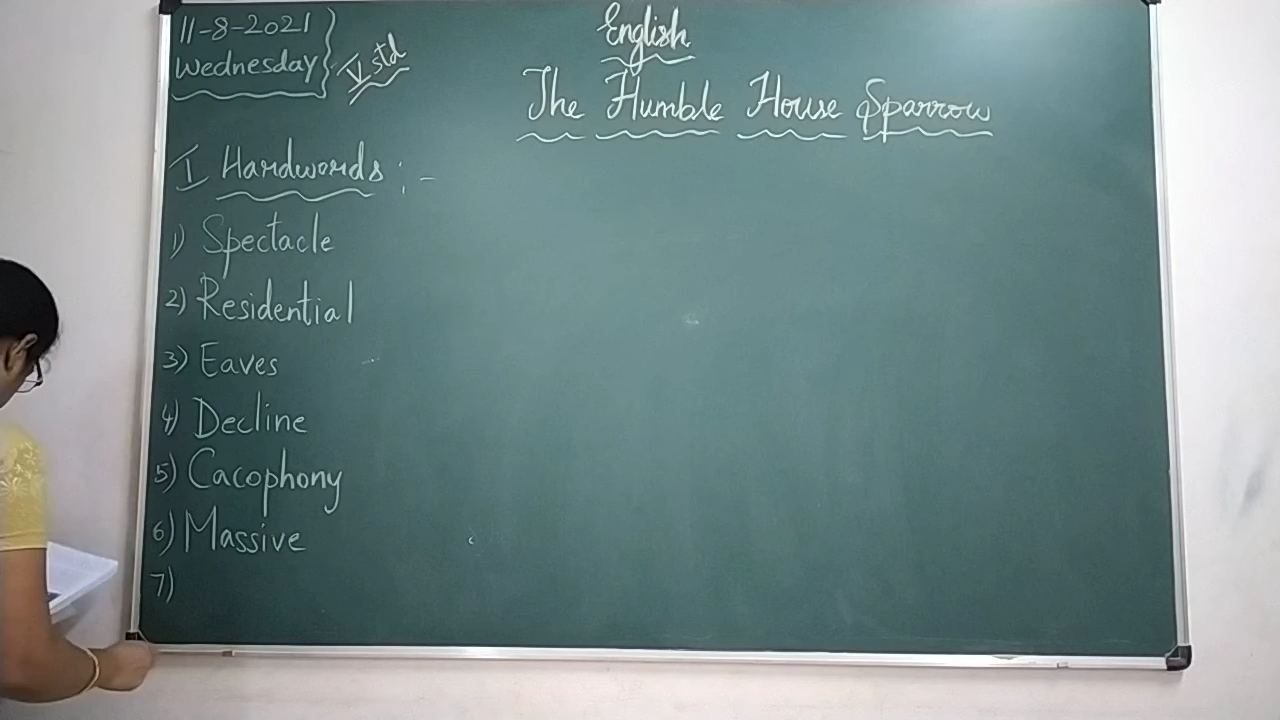 11-8-2021
Wednesday
V std
English
The Humble House Sparrow
I Hardwords :-
1) Spectacle
2) Residential
3) Eaves
4) Decline
5) Cacophony
6) Massive
7)